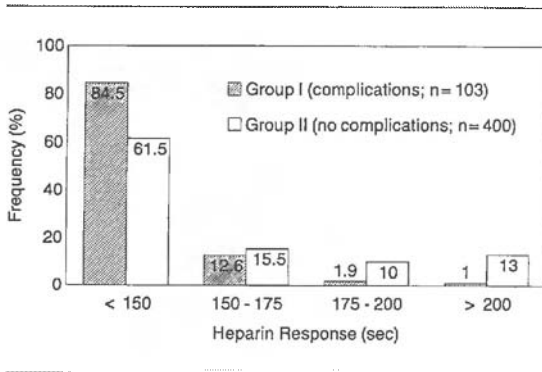 100
80
60
40
20
0
Frequency (%)
Group I (complications; n= 103)
Group II (no complications; n=400)
84.5
61.5
12.6
15.5
1.9
10
1
13
< 150
150 - 175
175 - 200
> 200
Heparin Response (sec)